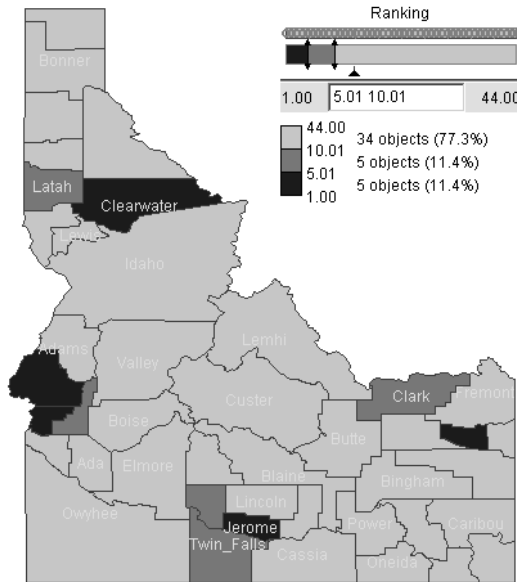 Ranking
1.00 5.01 10.01 44.00
44.00
10.01
5.01
1.00
34 objects (77.3%)
5 objects (11.4%)
5 objects (11.4%)
Bonner
Latah
Clearwater
Lewis
Idaho
Adams
Valley
Lemhi
Custer
Clark
Fremont
Boise
Butte
Ada
Elmore
Blaine
Bingham
Owyhee
Lincoln
Jerome
Twin_Falls
Power
Caribou
Cassia
Oneida